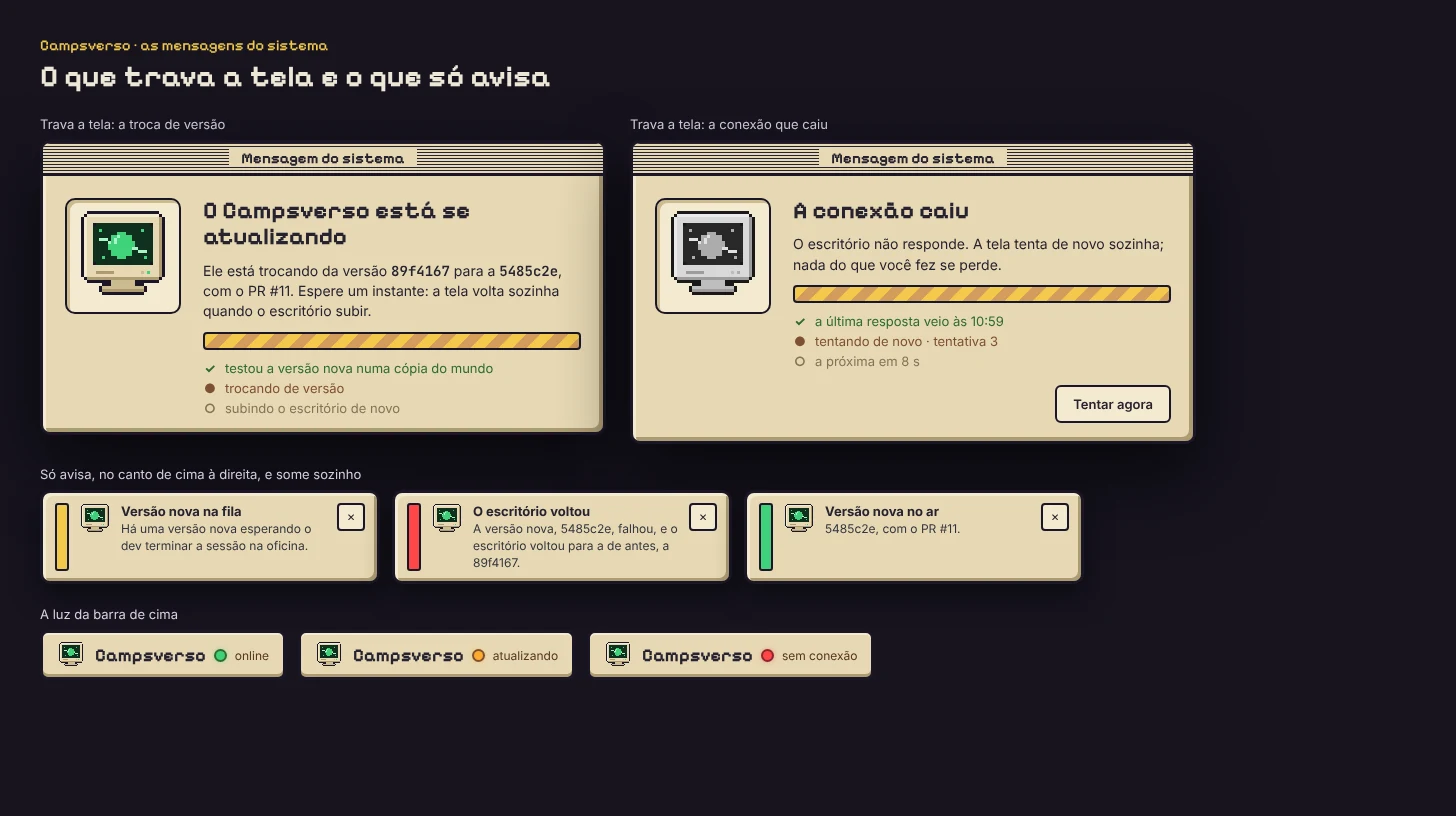 Campsverso · as mensagens do sistema
O que trava a tela e o que só avisa
Trava a tela: a troca de versão
Mensagem do sistema
O Campsverso está se
atualizando
Ele está trocando da versão 89f4167 para a 5485c2e,
com o PR #11. Espere um instante: a tela volta sozinha
quando o escritório subir.
✓ testou a versão nova numa cópia do mundo
trocando de versão
subindo o escritório de novo
Trava a tela: a conexão que caiu
Mensagem do sistema
A conexão caiu
O escritório não responde. A tela tenta de novo sozinha;
nada do que você fez se perde.
✓ a última resposta veio às 10:59
tentando de novo · tentativa 3
a próxima em 8 s
Tentar agora
Só avisa, no canto de cima à direita, e some sozinho
Versão nova na fila
×
Há uma versão nova esperando o
dev terminar a sessão na oficina.
O escritório voltou
×
A versão nova, 5485c2e, falhou, e o
escritório voltou para a de antes, a
89f4167.
Versão nova no ar
×
5485c2e, com o PR #11.
A luz da barra de cima
Campsverso online
Campsverso atualizando
Campsverso sem conexão